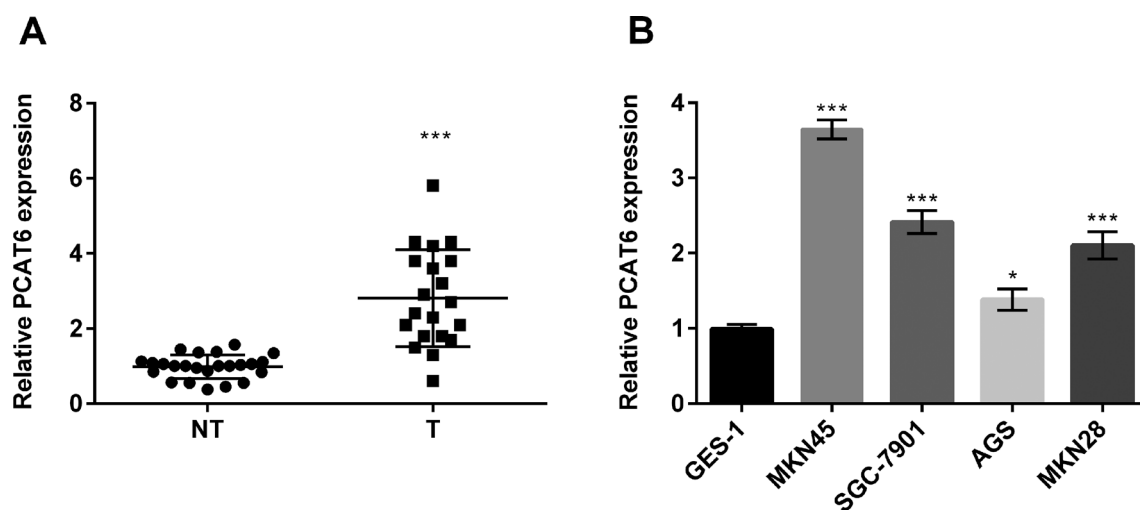 A
Relative PCAT6 expression
8
6
4
2
0
***
NT
T
B
Relative PCAT6 expression
5
4
3
2
1
0
***
***
*
***
GES-1
MKN45
SGC-7901
AGS
MKN28